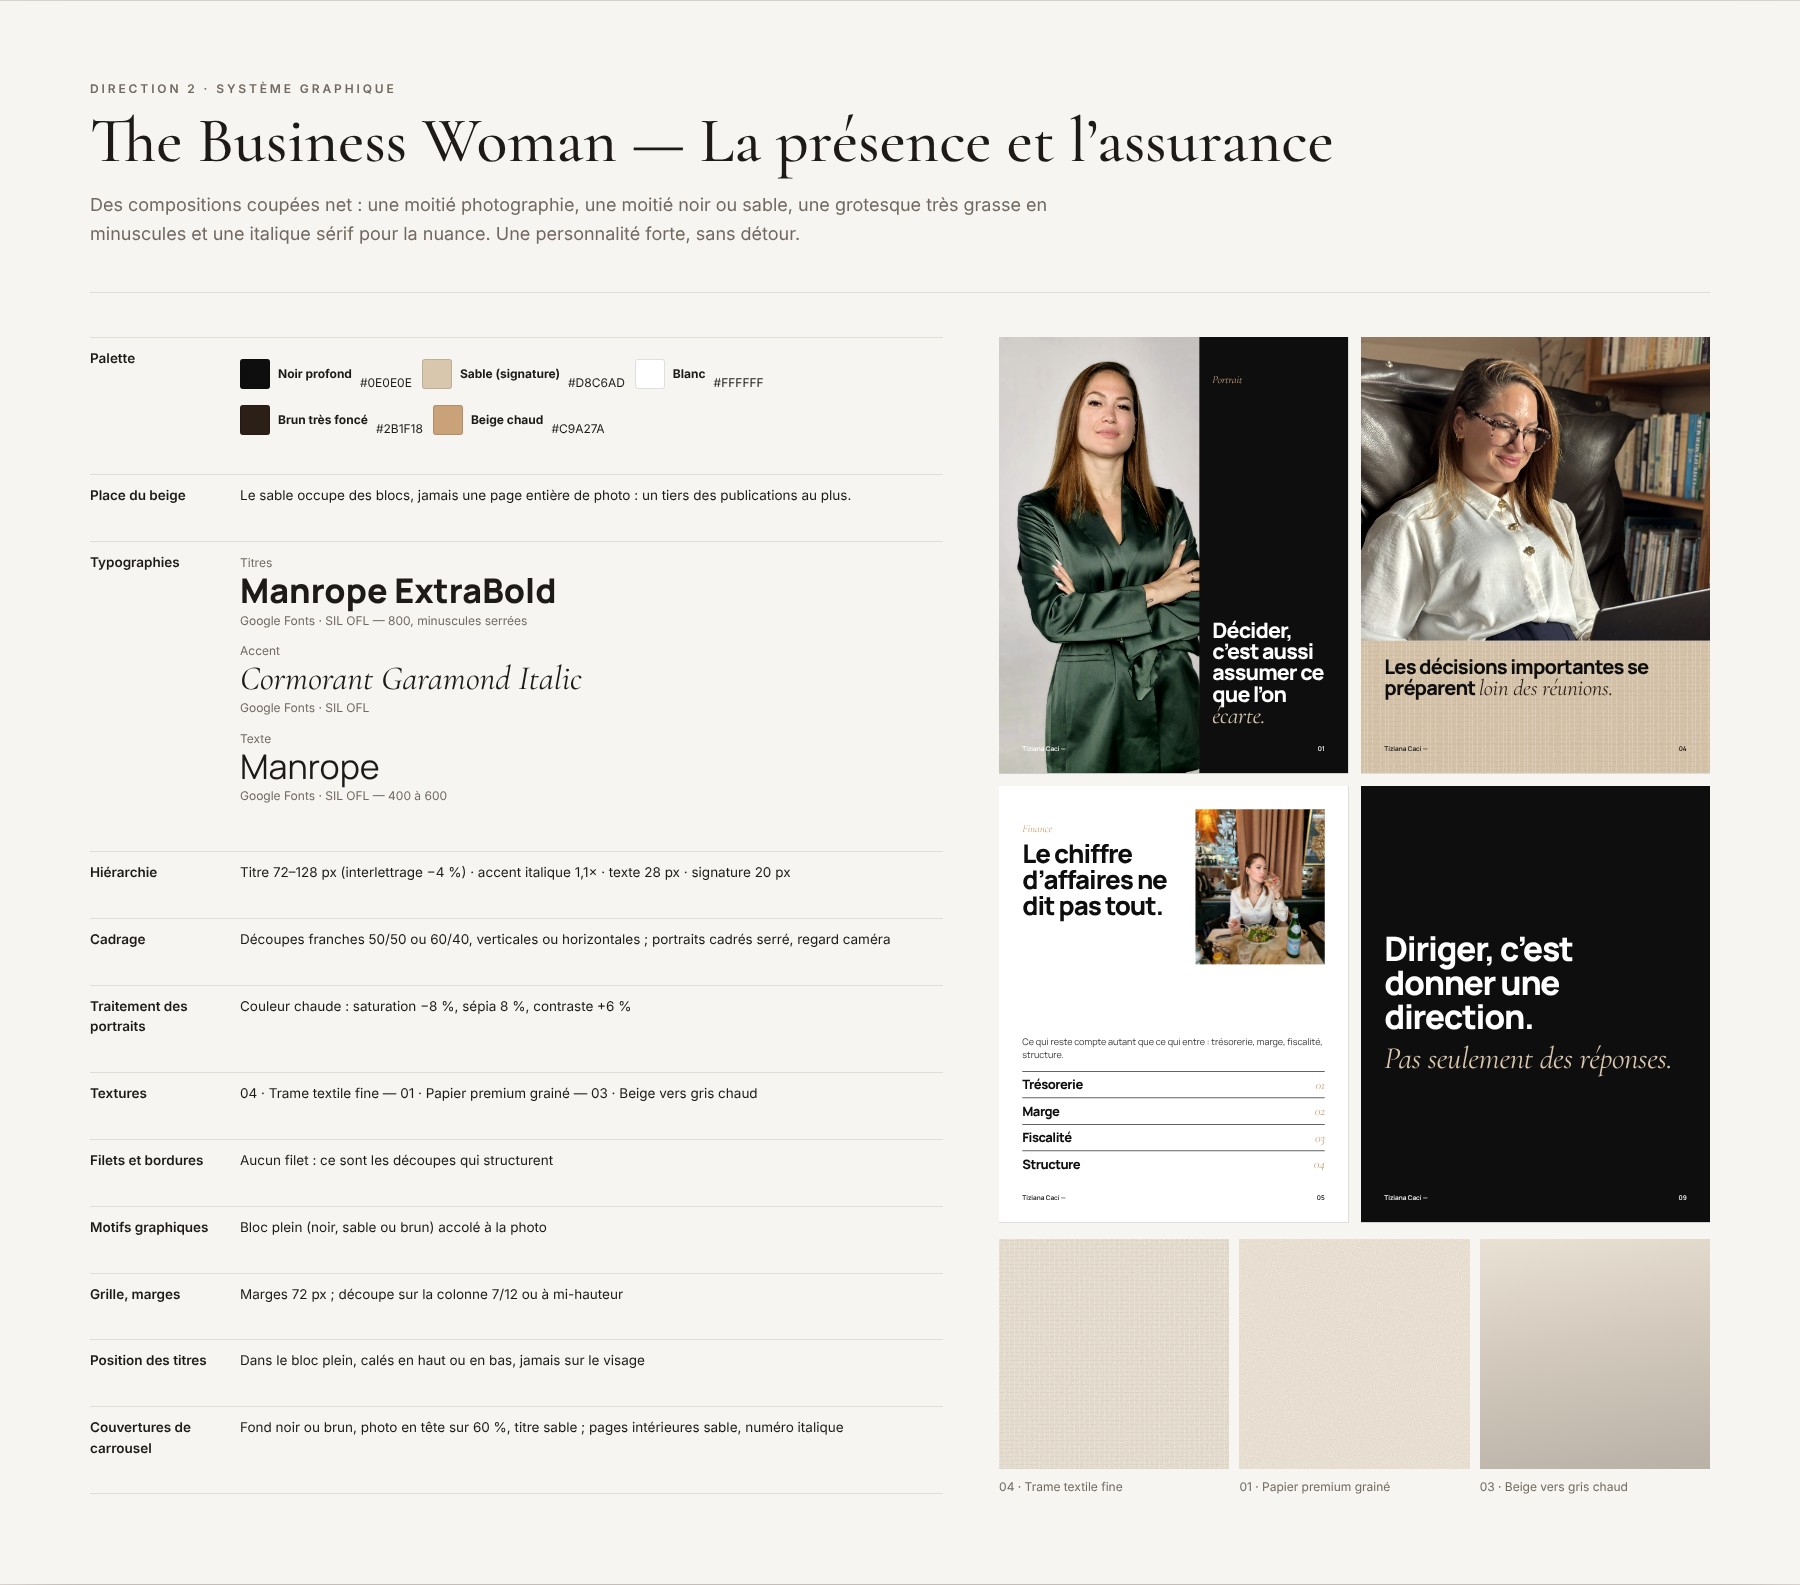 DIRECTION 2 · SYSTÈME GRAPHIQUE
The Business Woman — La présence et l’assurance
Des compositions coupées net : une moitié photographie, une moitié noir ou sable, une grotesque très grasse en
minuscules et une italique sérif pour la nuance. Une personnalité forte, sans détour.
Palette
Noir profond #0E0E0E Sable (signature) #D8C6AD Blanc #FFFFFF
Brun très foncé #2B1F18 Beige chaud #C9A27A
Place du beige
Le sable occupe des blocs, jamais une page entière de photo : un tiers des publications au plus.
Typographies
Titres
Manrope ExtraBold
Google Fonts · SIL OFL — 800, minuscules serrées
Accent
Cormorant Garamond Italic
Google Fonts · SIL OFL
Texte
Manrope
Google Fonts · SIL OFL — 400 à 600
Hiérarchie
Titre 72–128 px (interlettrage −4 %) · accent italique 1,1× · texte 28 px · signature 20 px
Cadrage
Découpes franches 50/50 ou 60/40, verticales ou horizontales ; portraits cadrés serré, regard caméra
Traitement des
portraits
Couleur chaude : saturation −8 %, sépia 8 %, contraste +6 %
Textures
04 · Trame textile fine — 01 · Papier premium grainé — 03 · Beige vers gris chaud
Filets et bordures
Aucun filet : ce sont les découpes qui structurent
Motifs graphiques
Bloc plein (noir, sable ou brun) accolé à la photo
Grille, marges
Marges 72 px ; découpe sur la colonne 7/12 ou à mi-hauteur
Position des titres
Dans le bloc plein, calés en haut ou en bas, jamais sur le visage
Couvertures de
carrousel
Fond noir ou brun, photo en tête sur 60 %, titre sable ; pages intérieures sable, numéro italique
Portrait
Décider,
c’est aussi
assumer ce
que l’on
écarte.
Tiziana Caci —
01
Les décisions importantes se
préparent loin des réunions.
Tiziana Caci —
04
Finance
Le chiffre
d’affaires ne
dit pas tout.
Ce qui reste compte autant que ce qui entre : trésorerie, marge, fiscalité,
structure.
Trésorerie 01
Marge 02
Fiscalité 03
Structure 04
Tiziana Caci —
05
Diriger, c’est
donner une
direction.
Pas seulement des réponses.
Tiziana Caci —
09
04 · Trame textile fine
01 · Papier premium grainé
03 · Beige vers gris chaud